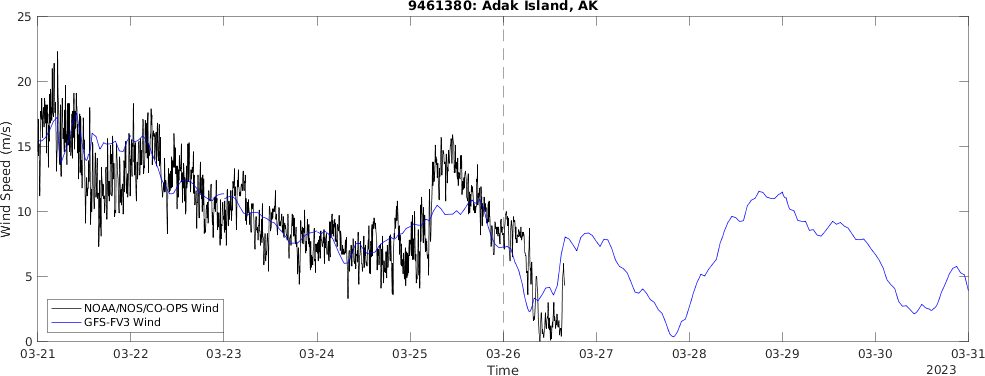 9461380: Adak Island, AK
Wind Speed (m/s)
25
20
15
10
5
0
NOAA/NOS/CO-OPS Wind
GFS-FV3 Wind
03-21 03-22 03-23 03-24 03-25 03-26 03-27 03-28 03-29 03-30 03-31
Time
2023